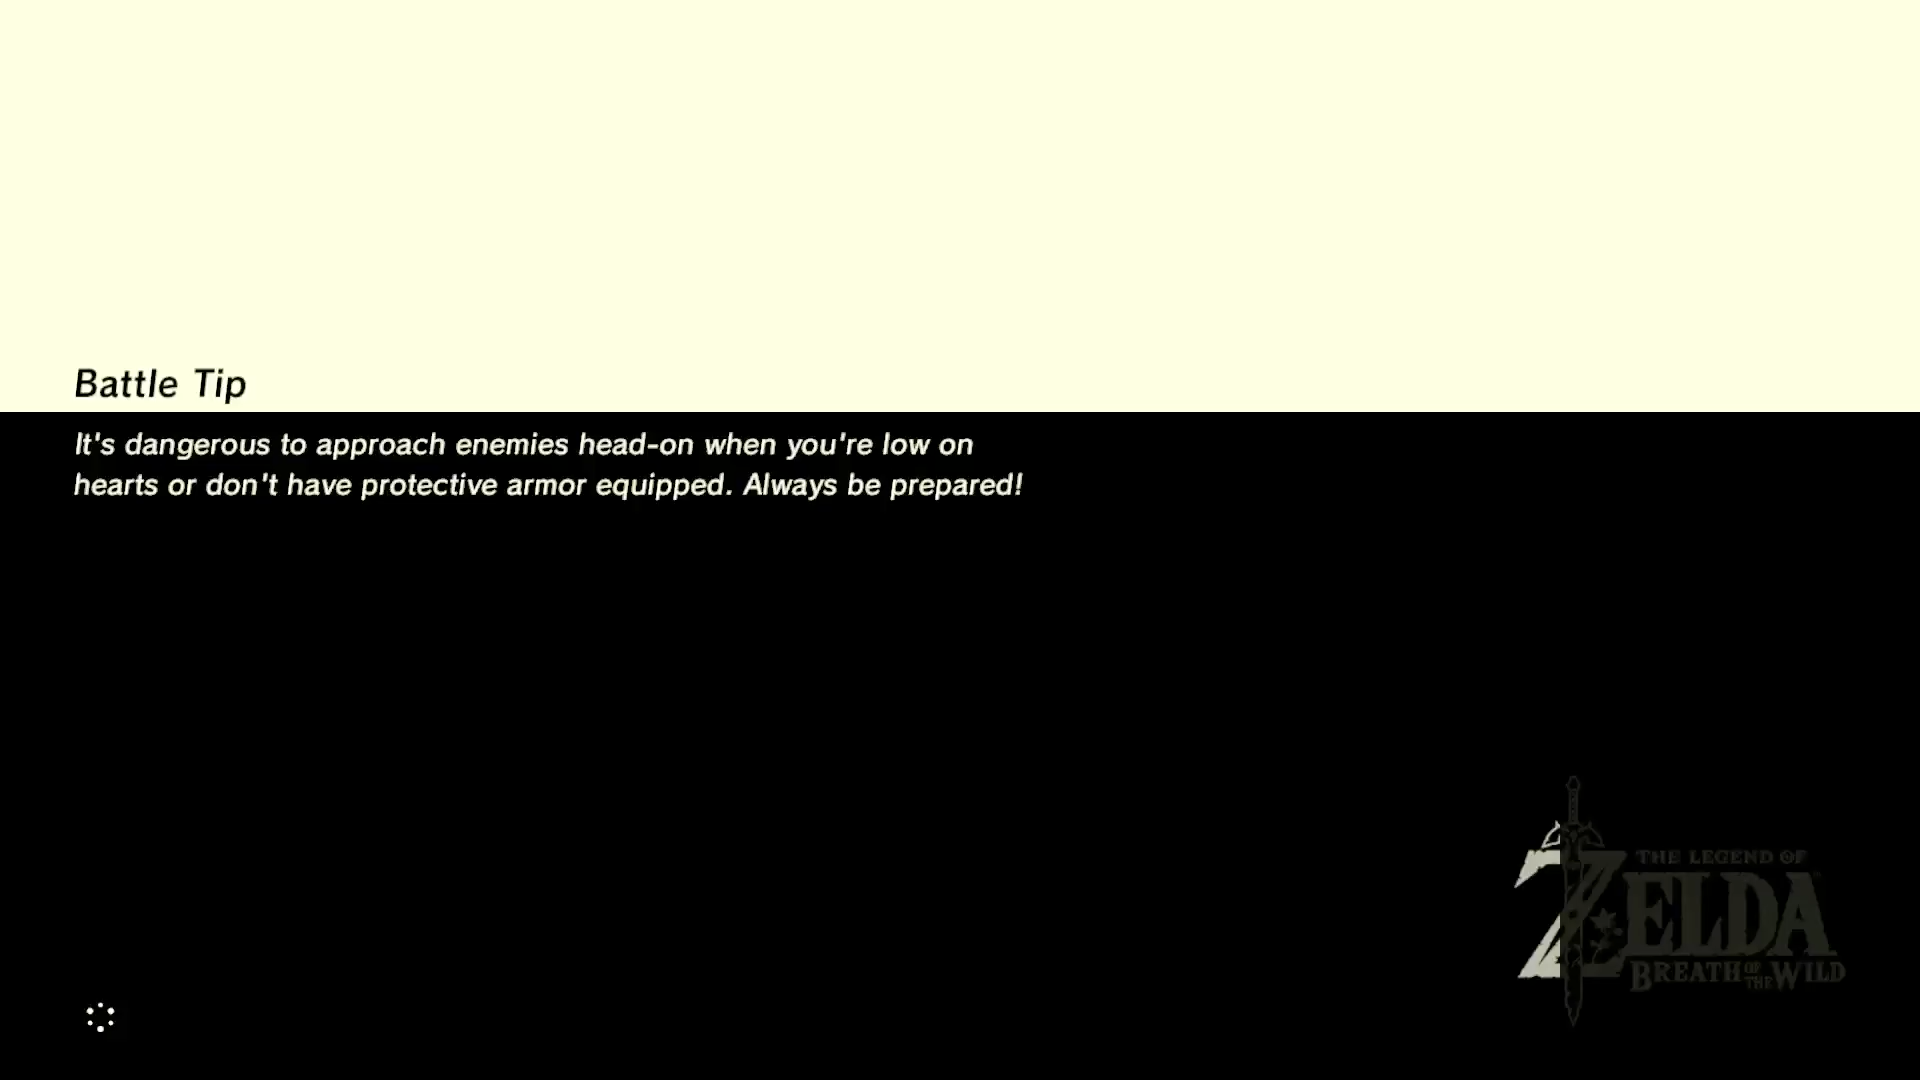 Battle Tip
It's dangerous to approach enemies head-on when you're low on
hearts or don't have protective armor equipped. Always be prepared!
THE LEGEND OF
ZELDA
BREATH OF THE WILD